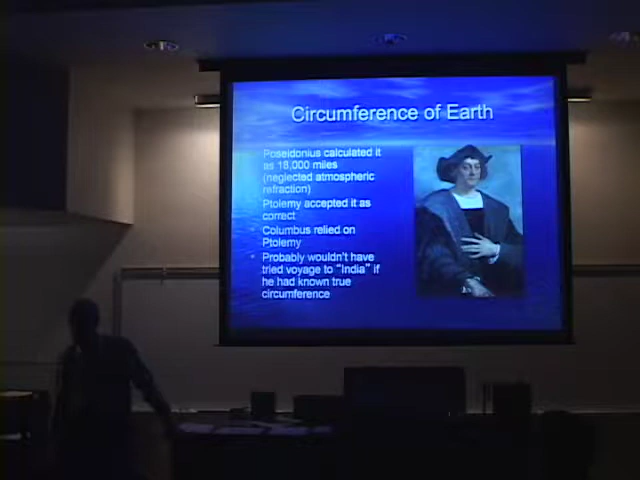 Circumference of Earth
Poseidonius calculated it
as 18,000 miles
(neglected atmospheric
refraction)
Ptolemy accepted it as
correct
Columbus relied on
Ptolemy
Probably wouldn't have
tried voyage to "India" if
he had known true
circumference